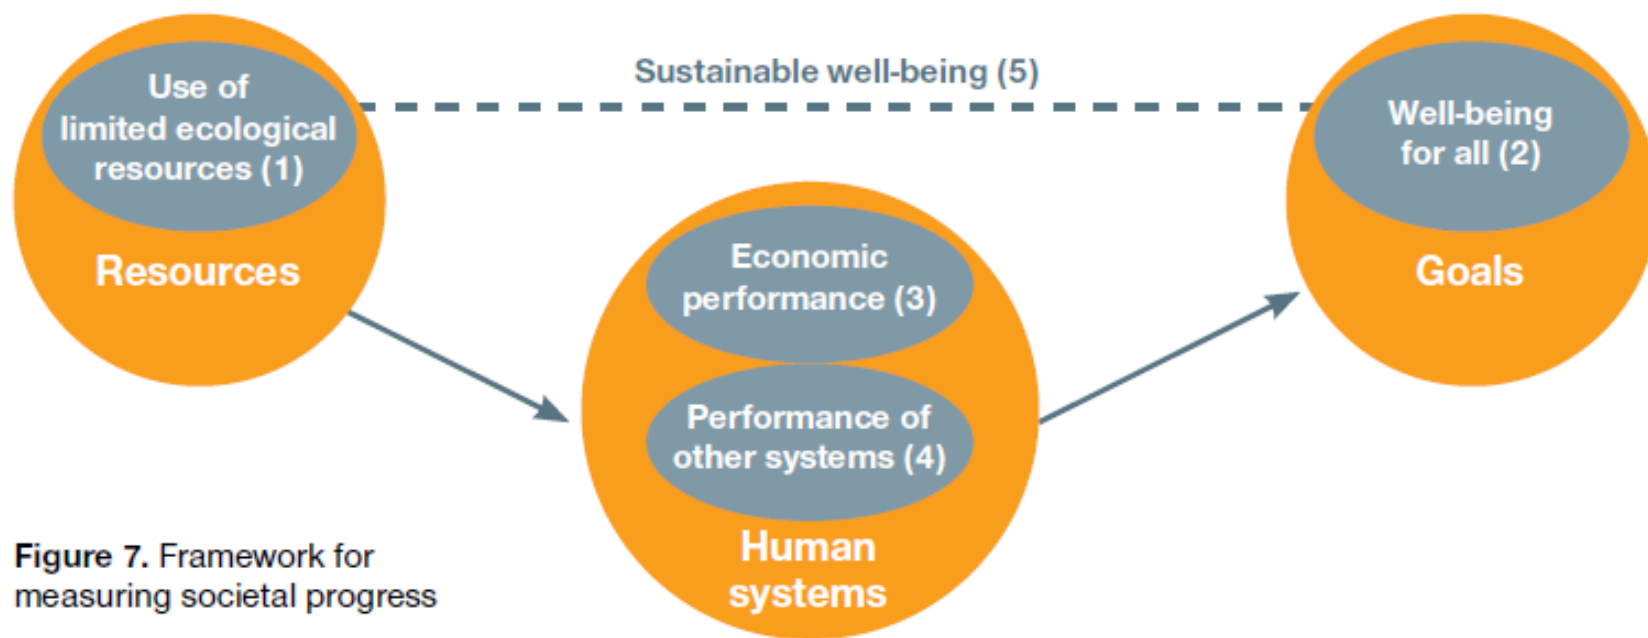 Use of
limited ecological
resources (1)
Resources
Sustainable well-being (5)
Well-being
for all (2)
Goals
Economic
performance (3)
Performance of
other systems (4)
Human
systems
Figure 7. Framework for
measuring societal progress